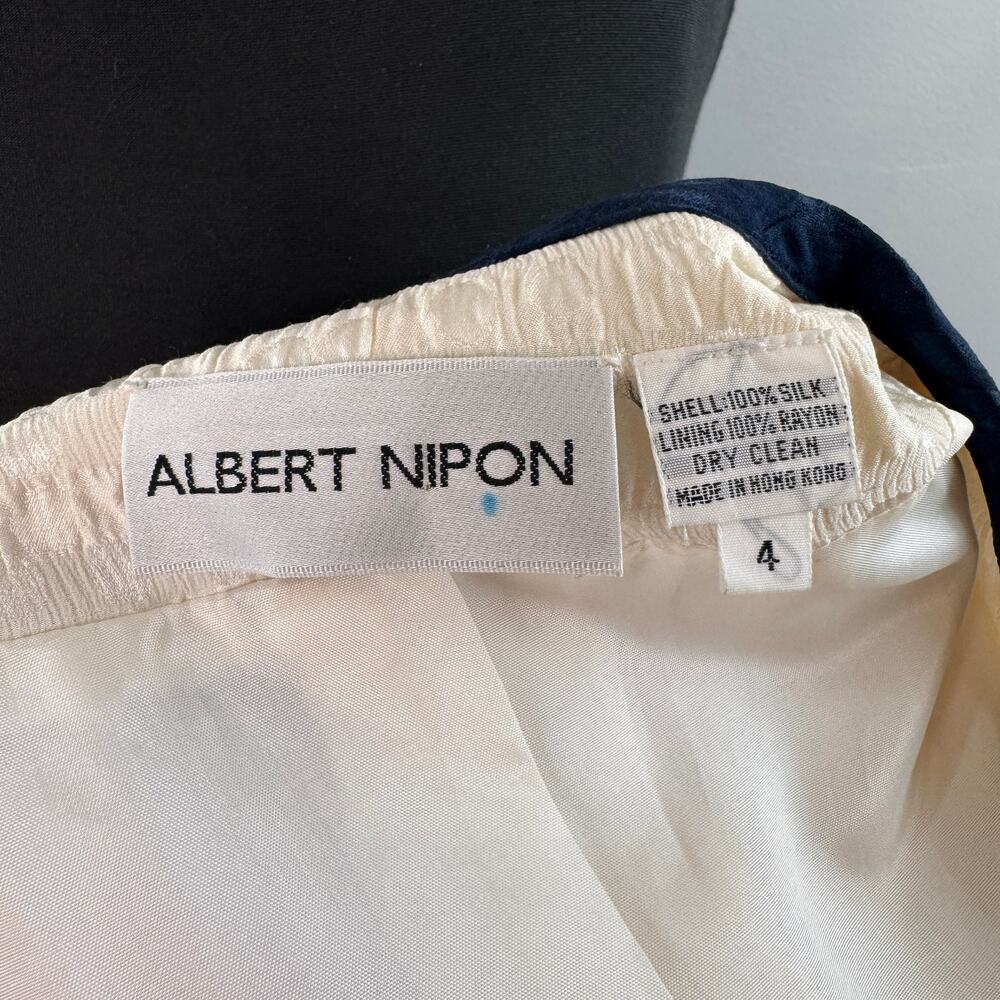 ALBERT NIPON
SHELL:100% SILK
LINING 100% RAYON
DRY CLEAN
MADE IN HONG KONG
4